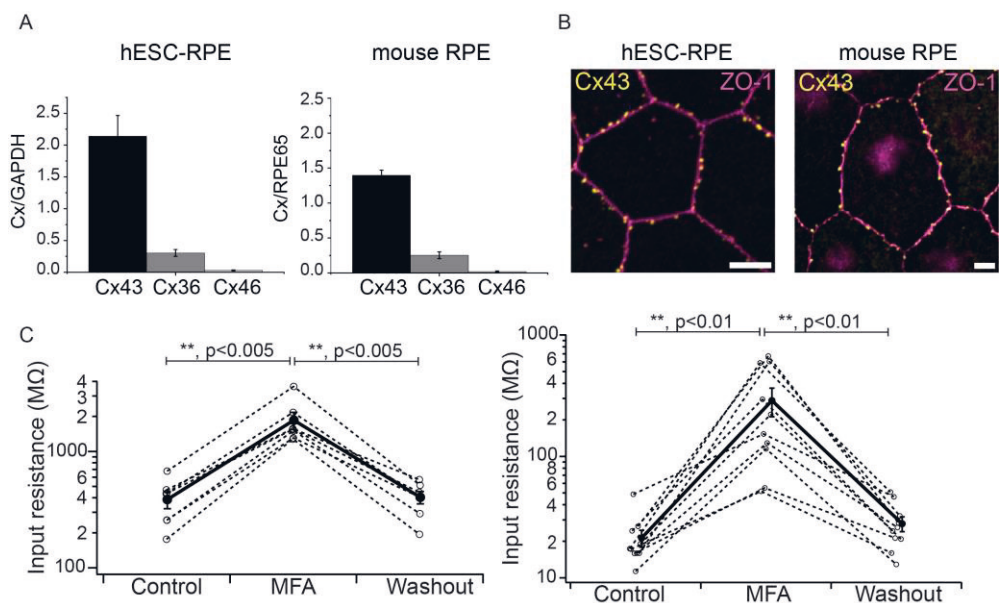 A
hESC-RPE
mouse RPE
Cx/GAPDH
2.5
2.0
1.5
1.0
0.5
0.0
Cx43 Cx36 Cx46
Cx/RPE65
2.5
2.0
1.5
1.0
0.5
0.0
Cx43 Cx36 Cx46
B
hESC-RPE
mouse RPE
Cx43 ZO-1
Cx43 ZO-1
C
**, p<0.005 **, p<0.005
Input resistance (MΩ)
4
2
1000
6
4
2
100
Control MFA Washout
**, p<0.01 **, p<0.01
Input resistance (MΩ)
1000
6
4
2
100
6
4
2
10
Control MFA Washout